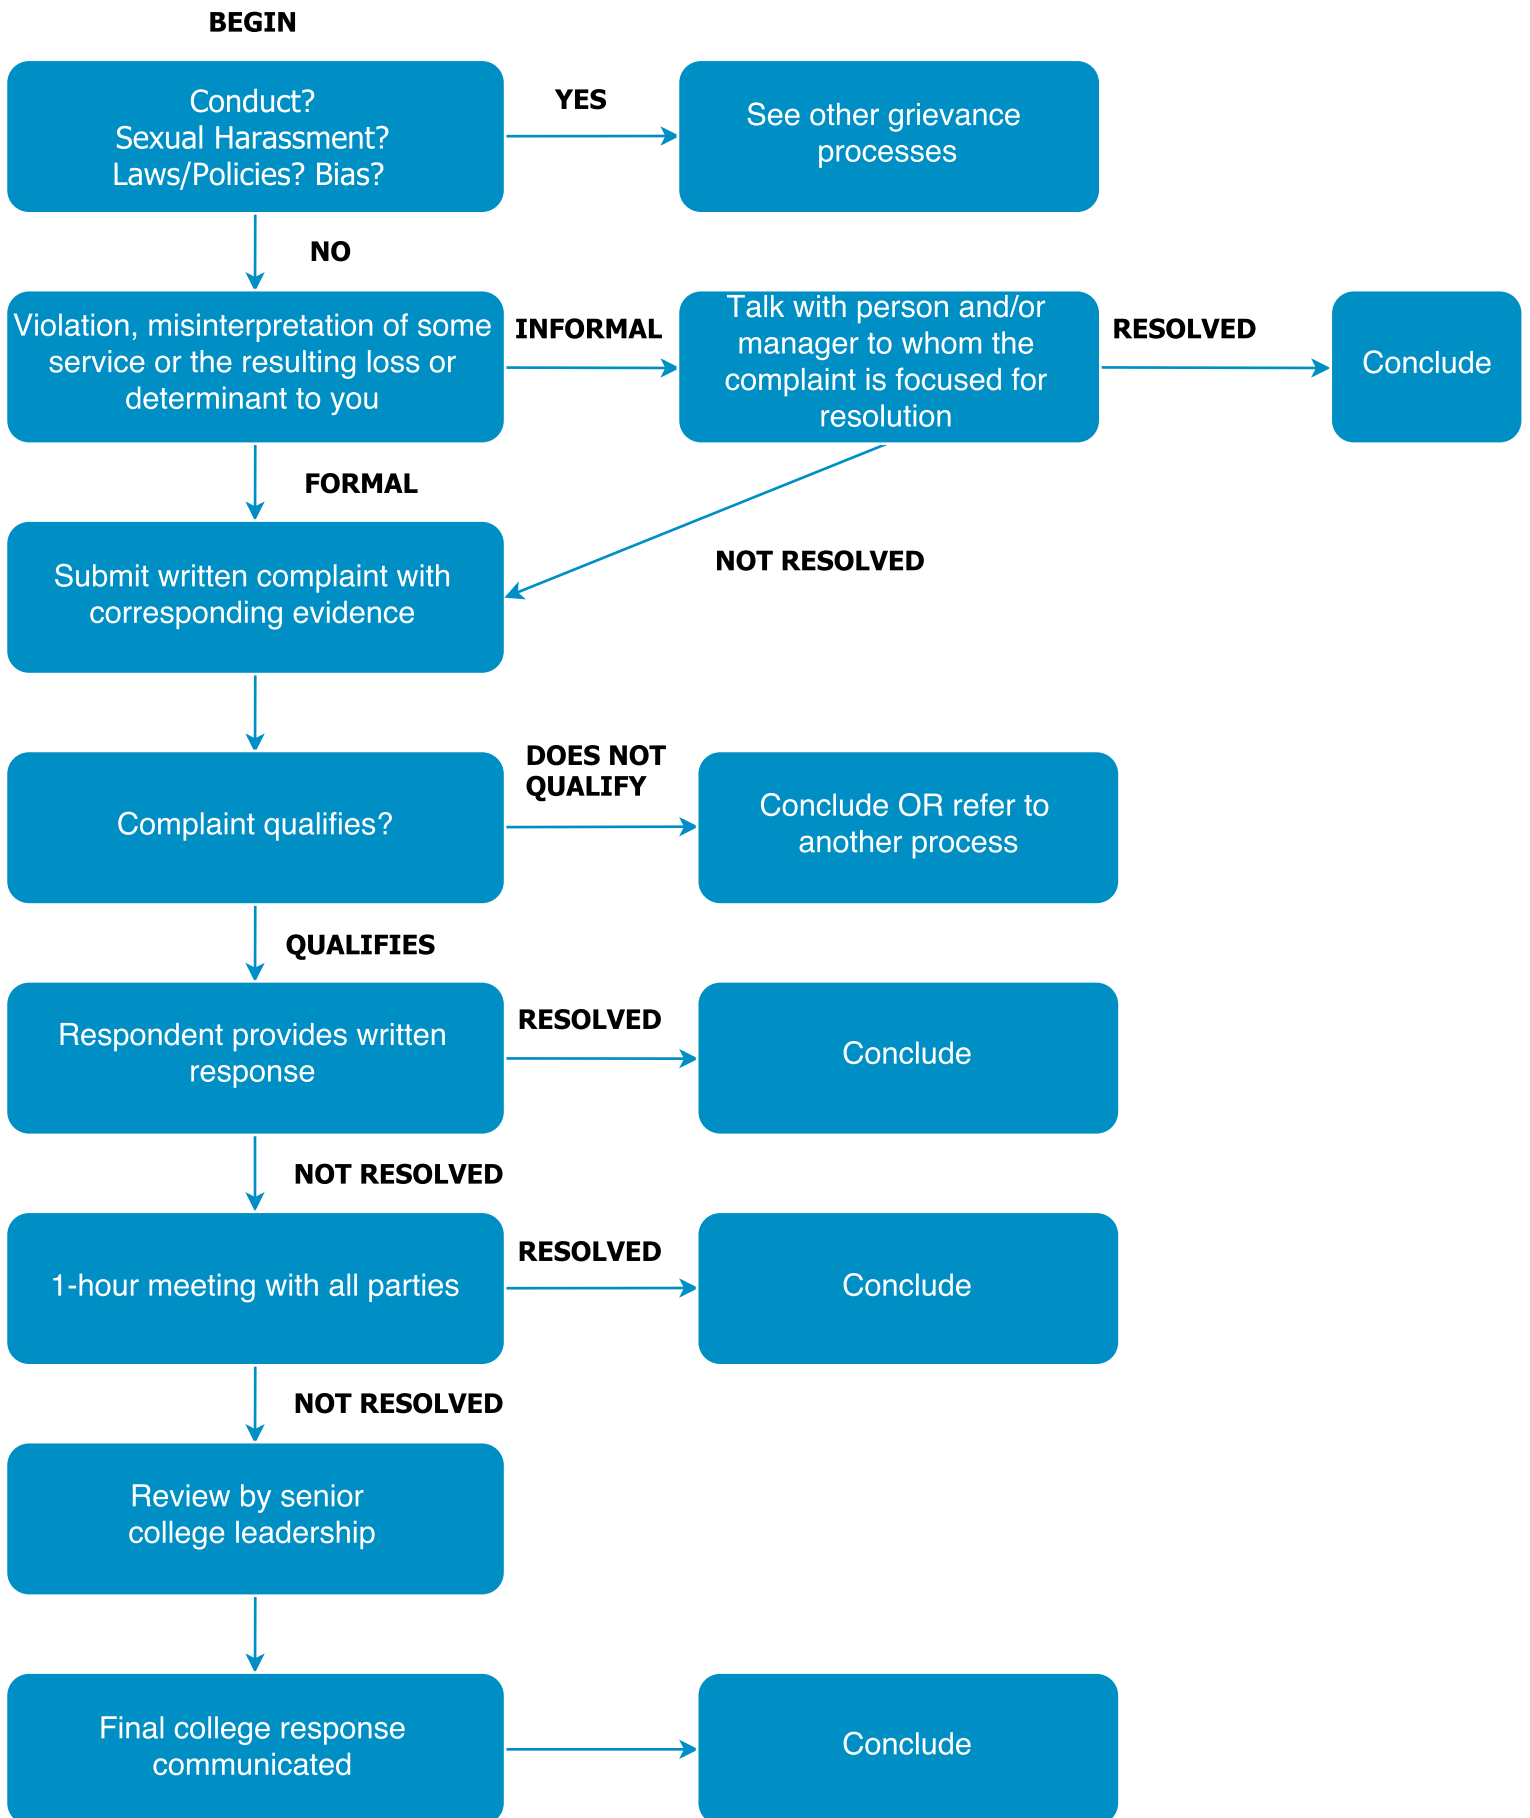 BEGIN
Conduct?
Sexual Harassment?
Laws/Policies? Bias?
YES
See other grievance
processes
NO
Violation, misinterpretation of some
service or the resulting loss or
determinant to you
INFORMAL
Talk with person and/or
manager to whom the
complaint is focused for
resolution
RESOLVED
Conclude
FORMAL
NOT RESOLVED
Submit written complaint with
corresponding evidence
Complaint qualifies?
DOES NOT
QUALIFY
Conclude OR refer to
another process
QUALIFIES
Respondent provides written
response
RESOLVED
Conclude
NOT RESOLVED
1-hour meeting with all parties
RESOLVED
Conclude
NOT RESOLVED
Review by senior
college leadership
Final college response
communicated
Conclude